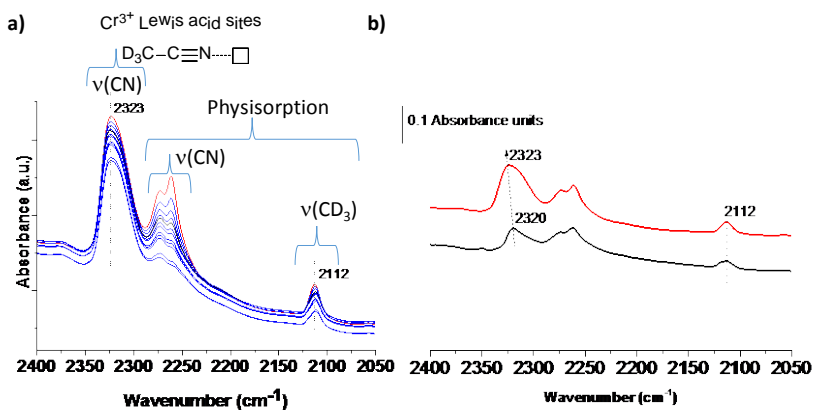 a)
Cr³⁺ Lewis acid sites
D₃C–C≡N┄□
ν(CN)
2323
Physisorption
ν(CN)
ν(CD₃)
2112
Absorbance (a.u.)
2400 2350 2300 2250 2200 2150 2100 2050
Wavenumber (cm⁻¹)
b)
0.1 Absorbance units
2323
2320
2112
2400 2350 2300 2250 2200 2150 2100 2050
Wavenumber (cm⁻¹)